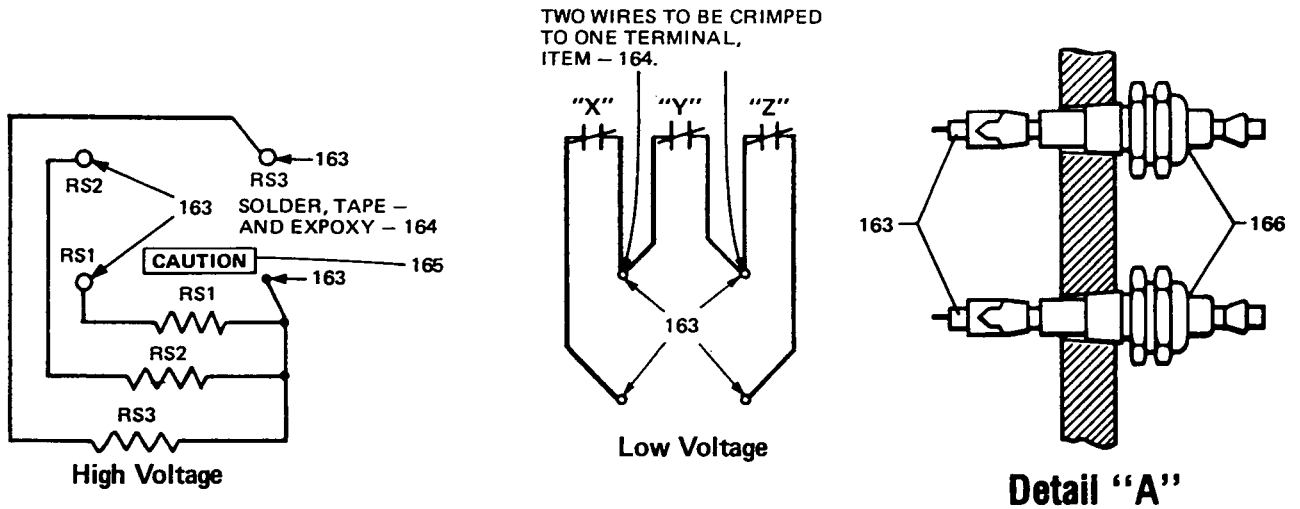 RS2
163
RS3
163
SOLDER, TAPE –
AND EXPOXY – 164
RS1
CAUTION
165
163
RS1
RS2
RS3
High Voltage
TWO WIRES TO BE CRIMPED
TO ONE TERMINAL,
ITEM – 164.
"X" "Y" "Z"
163
Low Voltage
163
166
Detail "A"